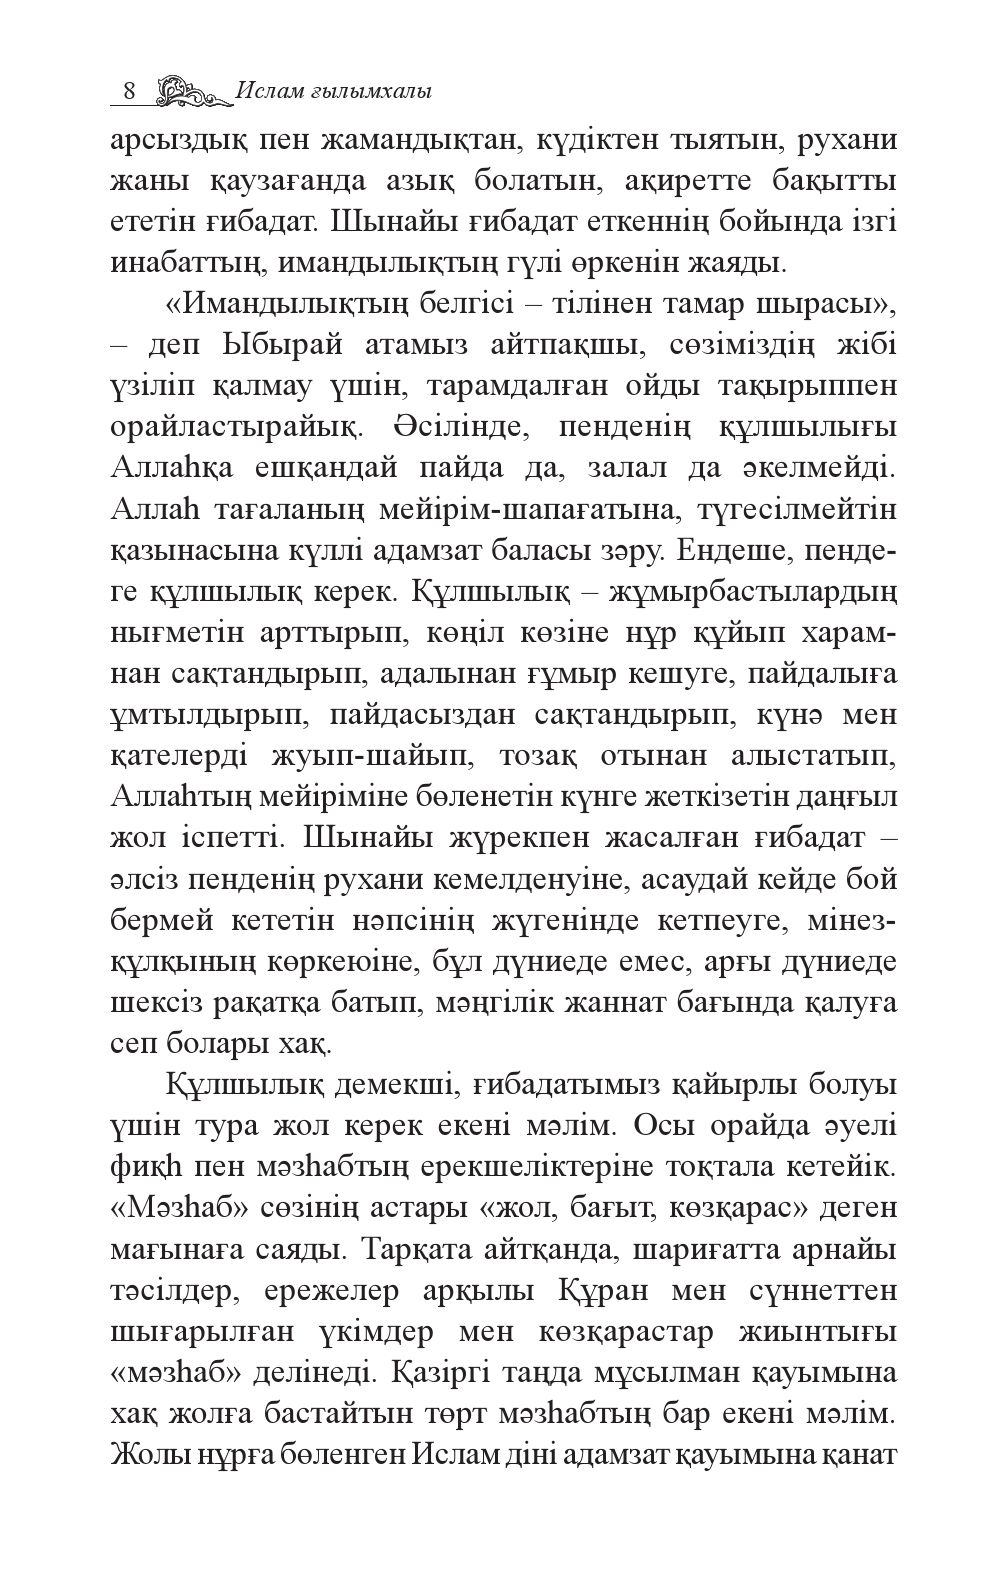 8 Ислам ғылымхалы
арсыздық пен жамандықтан, күдіктен тыятын, рухани
жаны қаузағанда азық болатын, ақиретте бақытты
ететін ғибадат. Шынайы ғибадат еткеннің бойында ізгі
инабаттың, имандылықтың гүлі өркенін жаяды.
«Имандылықтың белгісі – тілінен тамар шырасы»,
– деп Ыбырай атамыз айтпақшы, сөзіміздің жібі
үзіліп қалмау үшін, тарамдалған ойды тақырыппен
орайластырайық. Әсілінде, пенденің құлшылығы
Аллаһқа ешқандай пайда да, залал да әкелмейді.
Аллаһ тағаланың мейірім-шапағатына, түгесілмейтін
қазынасына күллі адамзат баласы зәру. Ендеше, пенде-
ге құлшылық керек. Құлшылық – жұмырбастылардың
нығметін арттырып, көңіл көзіне нұр құйып харам-
нан сақтандырып, адалынан ғұмыр кешуге, пайдалыға
ұмтылдырып, пайдасыздан сақтандырып, күнә мен
қателерді жуып-шайып, тозақ отынан алыстатып,
Аллаһтың мейіріміне бөленетін күнге жеткізетін даңғыл
жол іспетті. Шынайы жүрекпен жасалған ғибадат –
әлсіз пенденің рухани кемелденуіне, асаудай кейде бой
бермей кететін нәпсінің жүгенінде кетпеуге, мінез-
құлқының көркеюіне, бұл дүниеде емес, арғы дүниеде
шексіз рақатқа батып, мәңгілік жаннат бағында қалуға
сеп болары хақ.
Құлшылық демекші, ғибадатымыз қайырлы болуы
үшін тура жол керек екені мәлім. Осы орайда әуелі
фиқһ пен мәзһабтың ерекшеліктеріне тоқтала кетейік.
«Мәзһаб» сөзінің астары «жол, бағыт, көзқарас» деген
мағынаға саяды. Тарқата айтқанда, шариғатта арнайы
тәсілдер, ережелер арқылы Құран мен сүннеттен
шығарылған үкімдер мен көзқарастар жиынтығы
«мәзһаб» делінеді. Қазіргі таңда мұсылман қауымына
хақ жолға бастайтын төрт мәзһабтың бар екені мәлім.
Жолы нұрға бөленген Ислам діні адамзат қауымына қанат